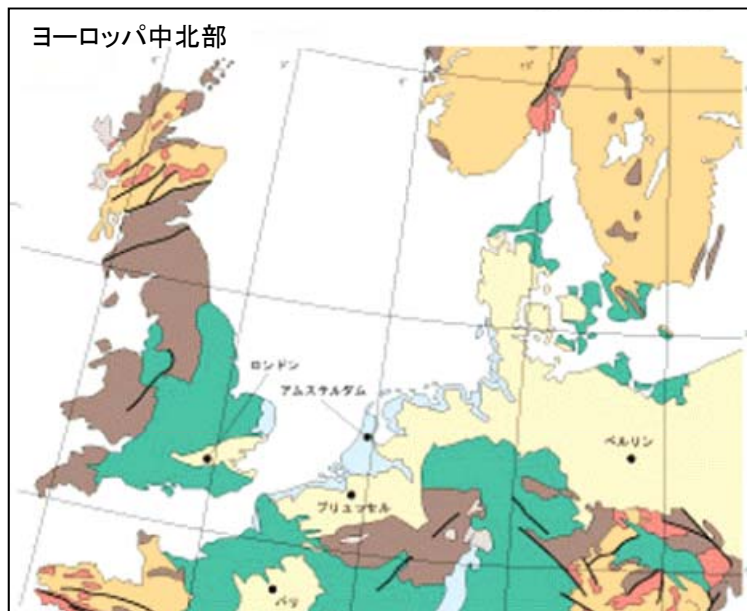 ヨーロッパ中北部
ロンドン
アムステルダム
ベルリン
ブリュッセル
パリ